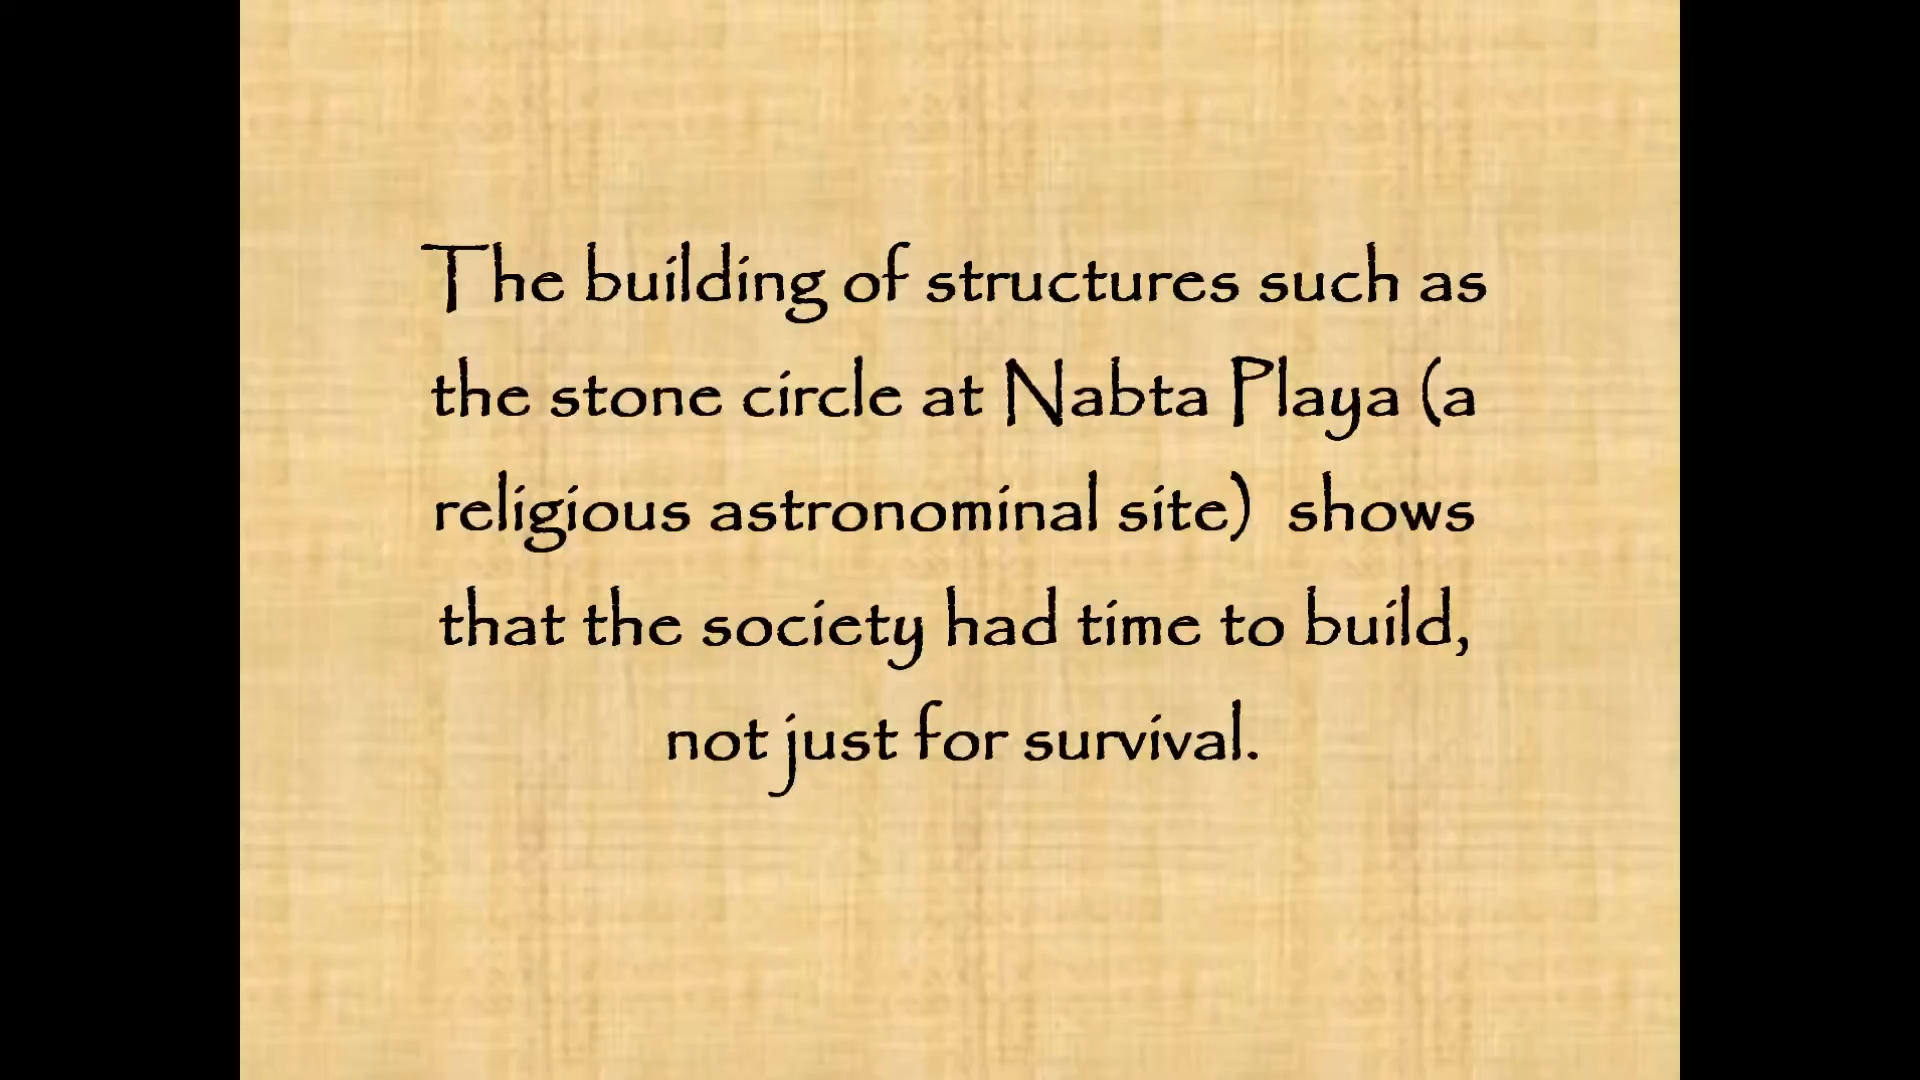 The building of structures such as
the stone circle at Nabta Playa (a
religious astronominal site)  shows
that the society had time to build,
not just for survival.